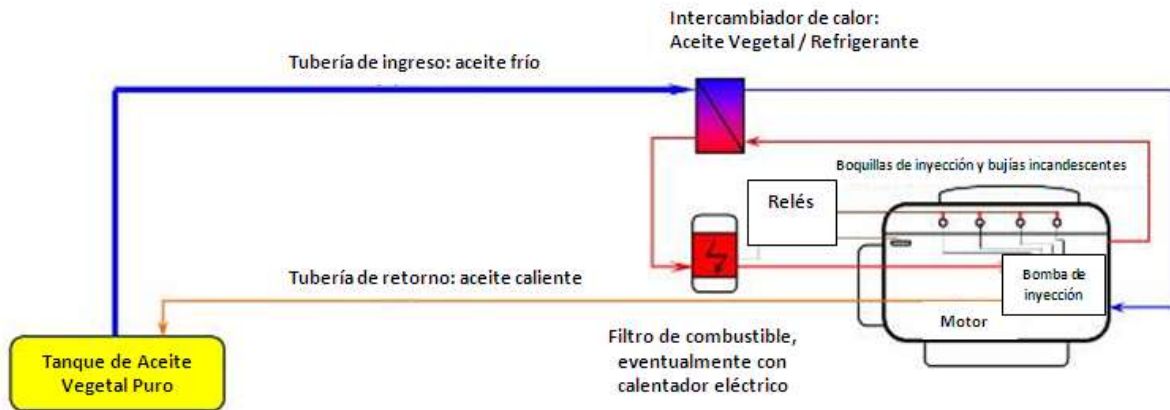 Intercambiador de calor:
Aceite Vegetal / Refrigerante
Tubería de ingreso: aceite frío
Boquillas de inyección y bujías incandescentes
Relés
Tubería de retorno: aceite caliente
Bomba de
inyección
Motor
Filtro de combustible,
eventualmente con
calentador eléctrico
Tanque de Aceite
Vegetal Puro